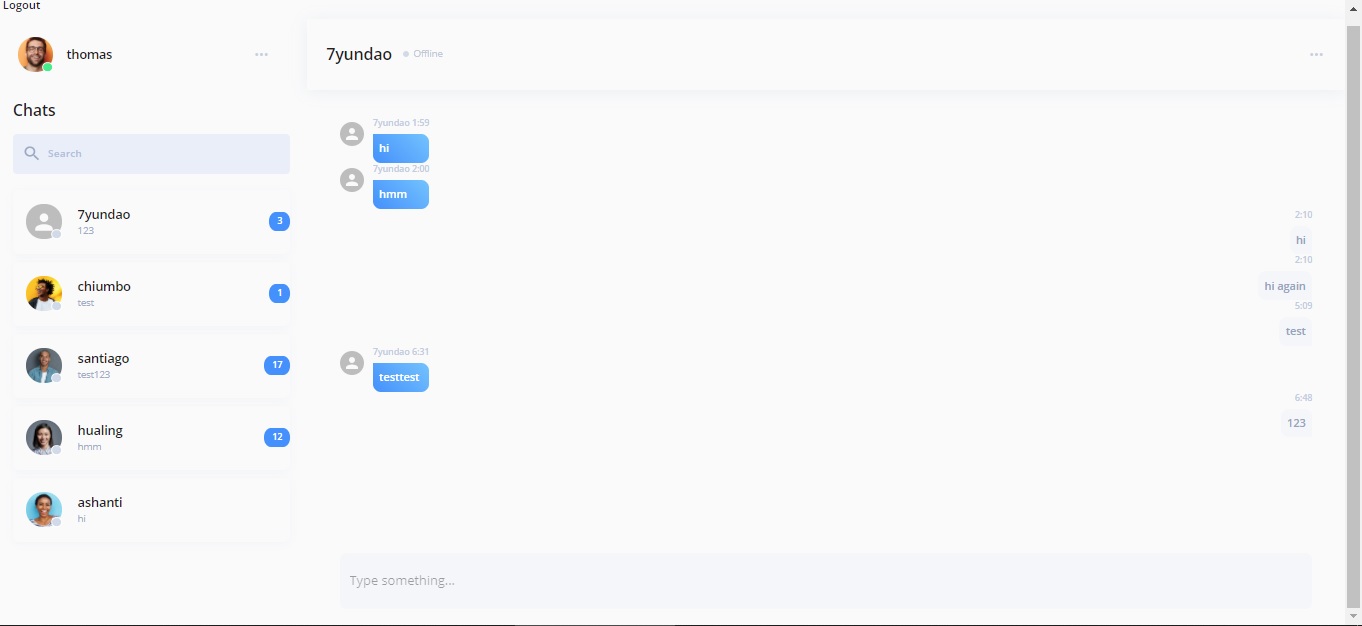 Logout
thomas
...
Chats
Search
7yundao
123
3
chiumbo
test
1
santiago
test123
17
hualing
hmm
12
ashanti
hi
7yundao
Offline
...
7yundao 1:59
hi
7yundao 2:00
hmm
2:10
hi
2:10
hi again
5:09
test
7yundao 6:31
testtest
6:48
123
Type something...